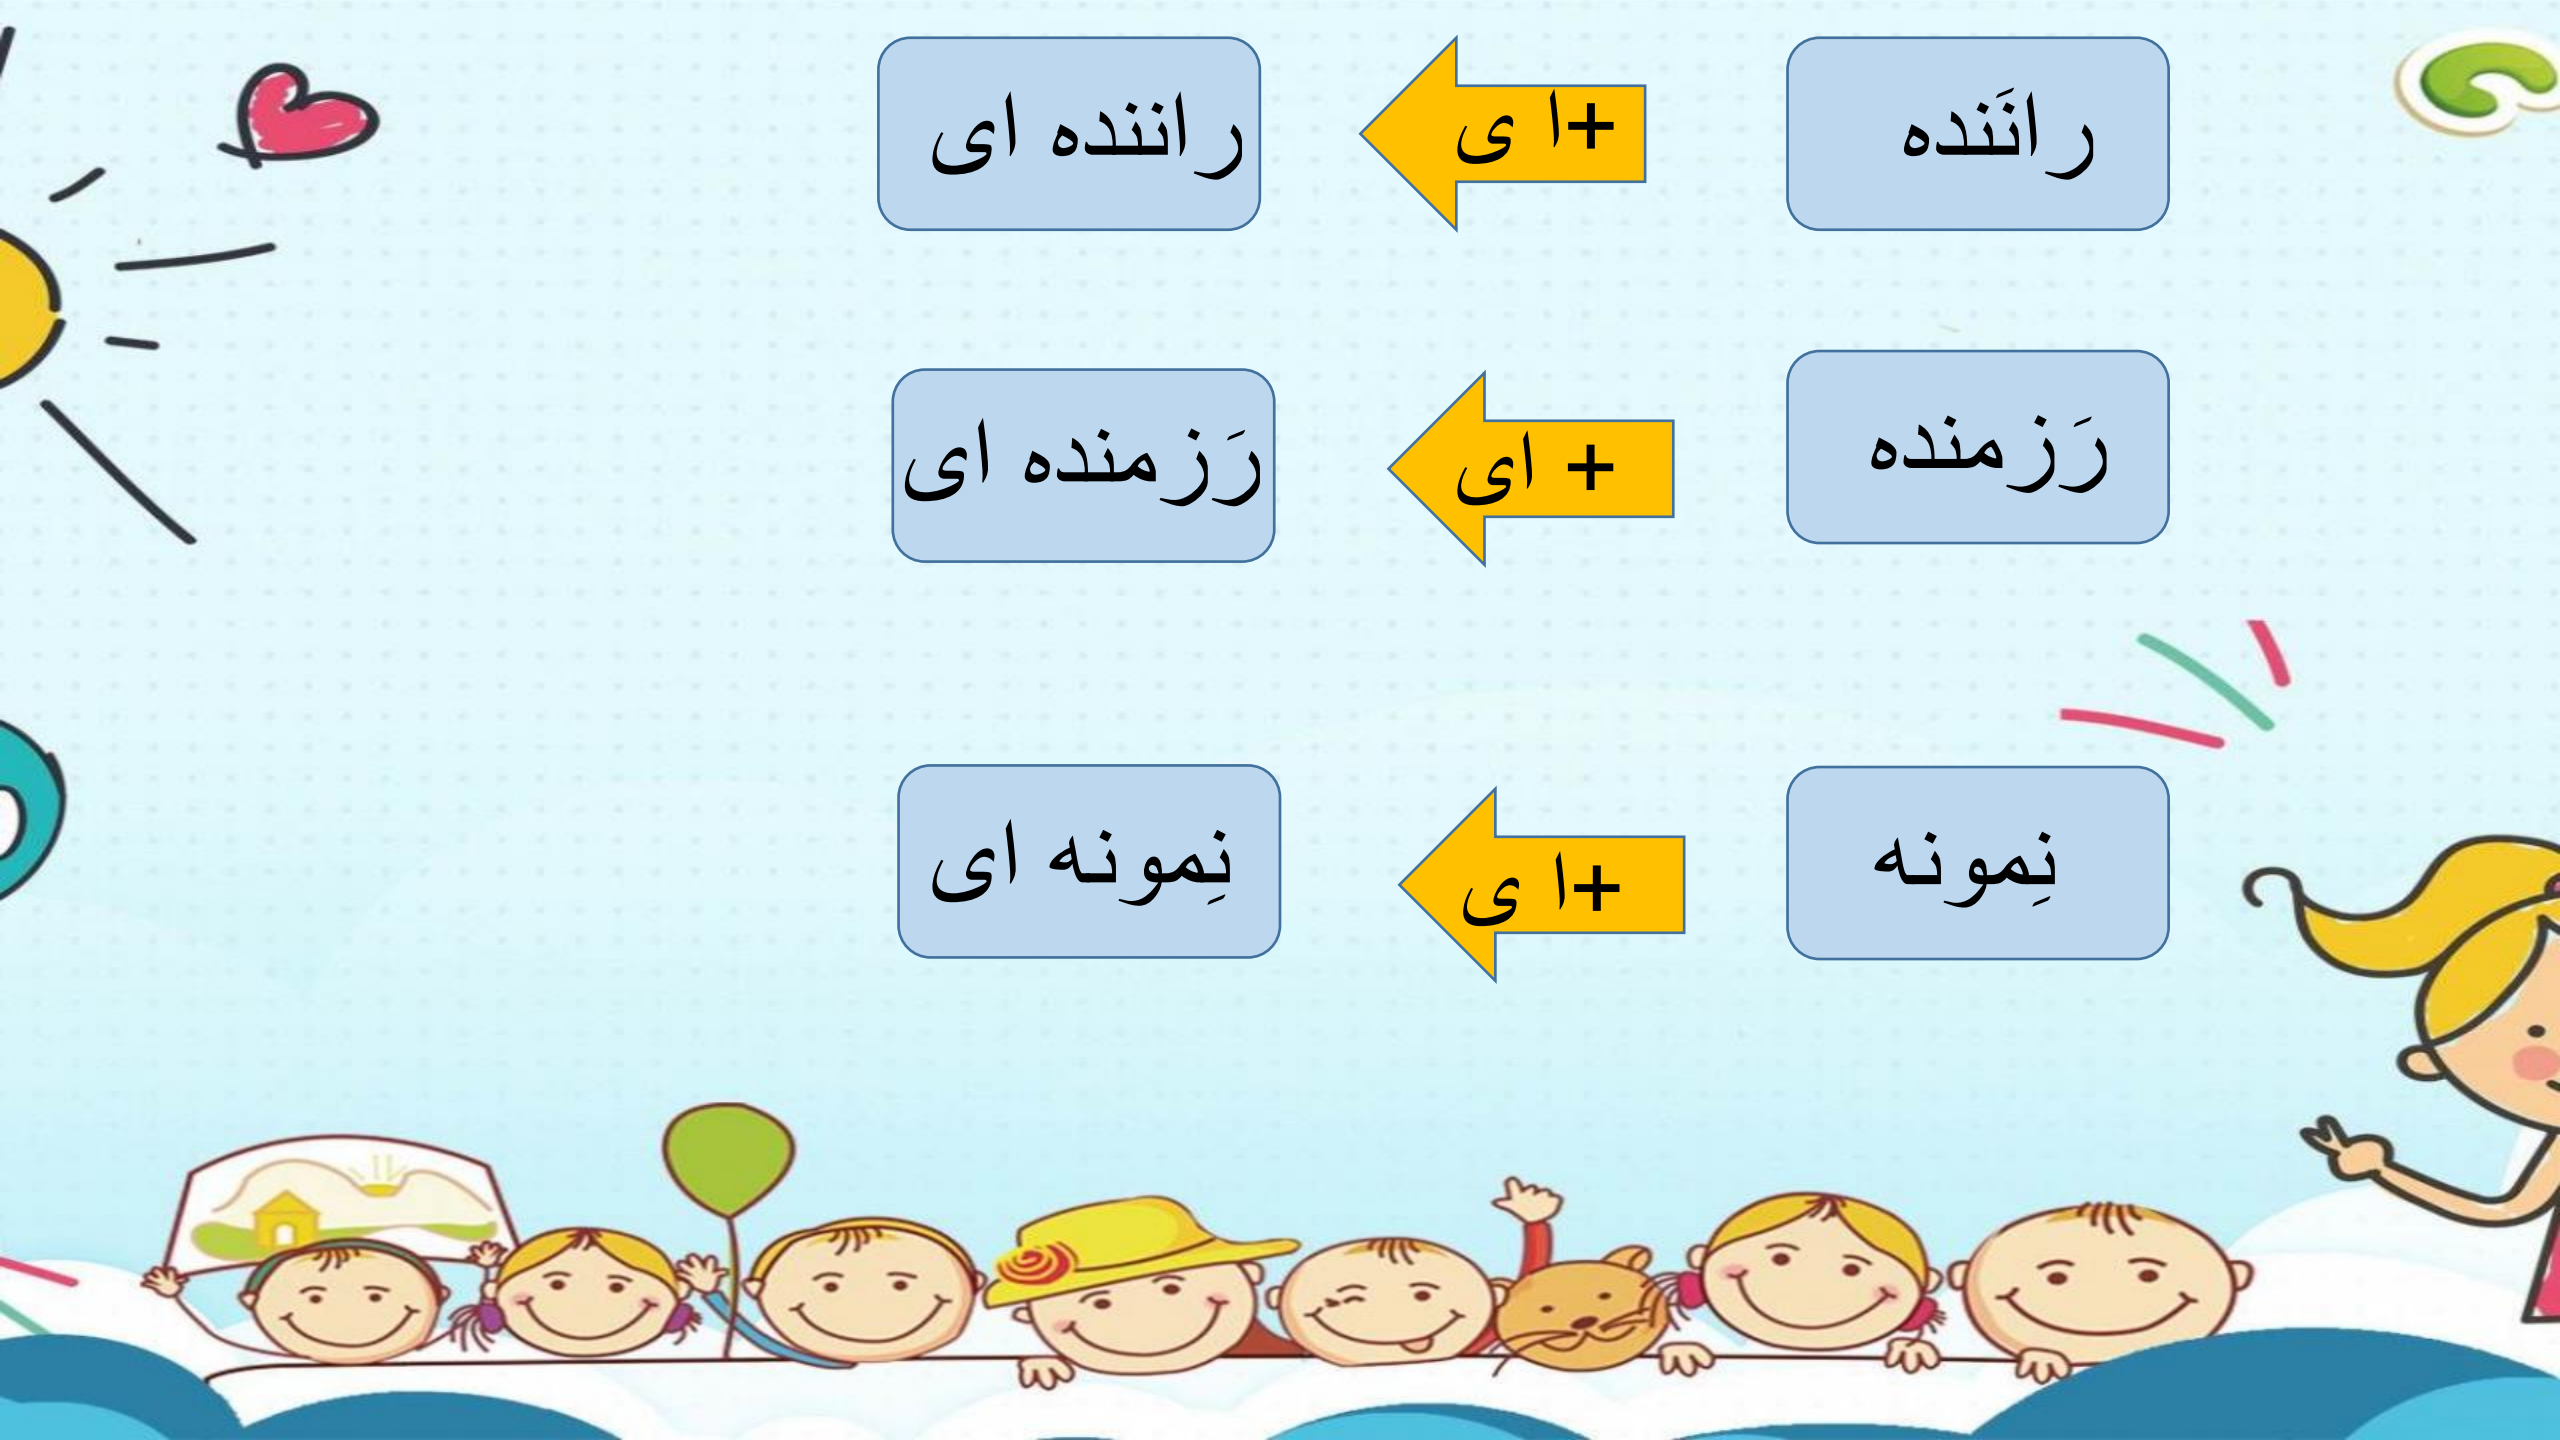 رانَنده +ا ی راننده ای
رَزمنده + ای رَزمنده ای
نِمونه +ا ی نِمونه ای